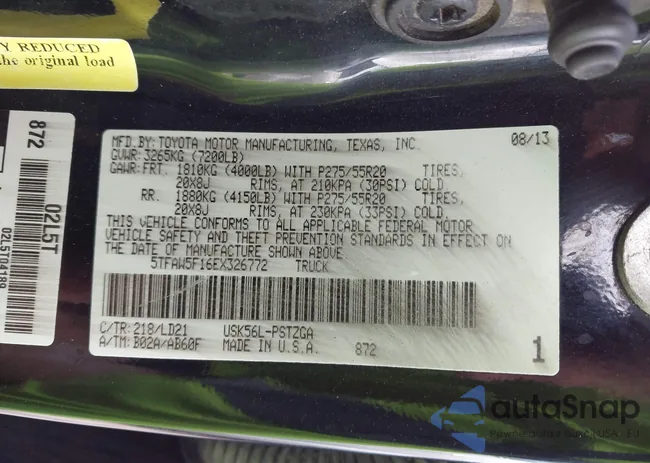 Y REDUCED
the original load
872
02L5T
02L5T04189
MFD.BY:TOYOTA MOTOR MANUFACTURING, TEXAS, INC. 08/13
GVWR:3265KG (7200LB)
GAWR:FRT. 1810KG (4000LB) WITH P275/55R20 TIRES,
20X8J RIMS, AT 210KPA (30PSI) COLD
RR. 1880KG (4150LB) WITH P275/55R20 TIRES,
20X8J RIMS, AT 230KPA (33PSI) COLD
THIS VEHICLE CONFORMS TO ALL APPLICABLE FEDERAL MOTOR
VEHICLE SAFETY AND THEFT PREVENTION STANDARDS IN EFFECT ON
THE DATE OF MANUFACTURE SHOWN ABOVE.
5TFAW5F16EX326772 TRUCK
C/TR:218/LD21 USK56L-PSTZGA
A/TM:B02A/AB60F MADE IN U.S.A. 872 1
autoSnap